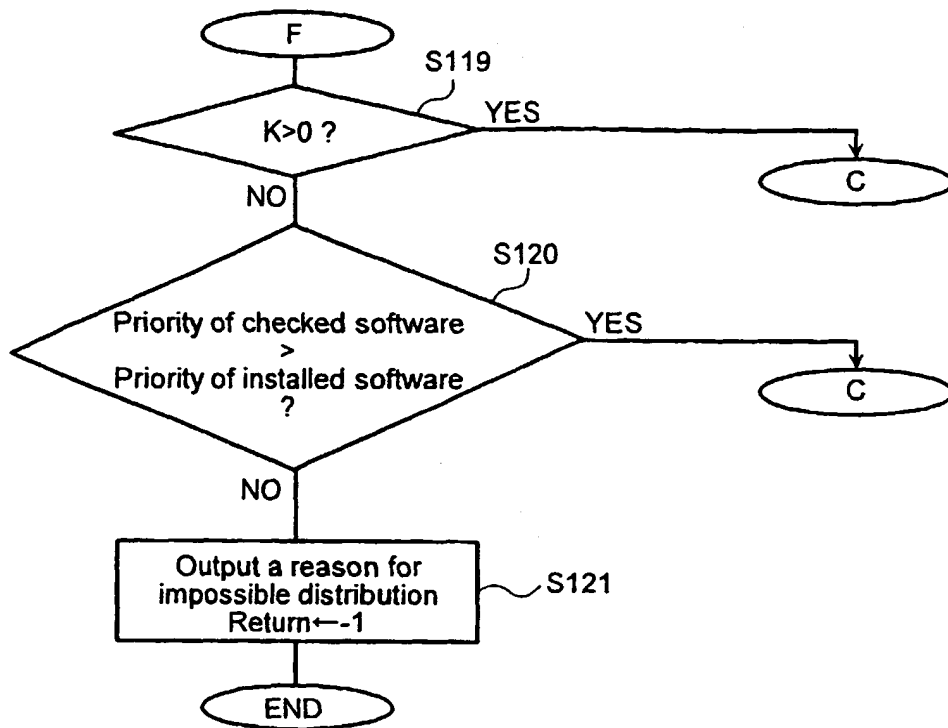 F
S119
K>0 ?
YES
C
NO
S120
Priority of checked software
>
Priority of installed software
?
YES
C
NO
Output a reason for
impossible distribution
Return←-1
S121
END